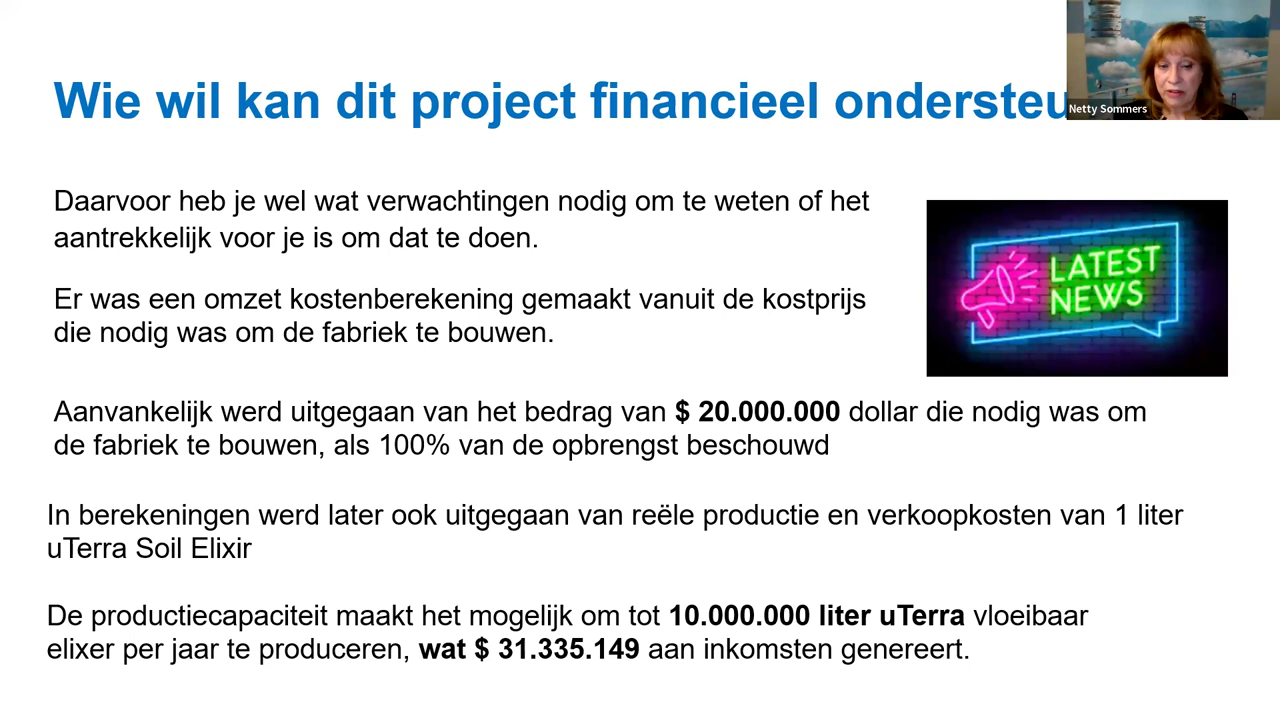 Wie wil kan dit project financieel ondersteu
Netty Sommers
Daarvoor heb je wel wat verwachtingen nodig om te weten of het
aantrekkelijk voor je is om dat te doen.
LATEST
NEWS
Er was een omzet kostenberekening gemaakt vanuit de kostprijs
die nodig was om de fabriek te bouwen.
Aanvankelijk werd uitgegaan van het bedrag van $ 20.000.000 dollar die nodig was om
de fabriek te bouwen, als 100% van de opbrengst beschouwd
In berekeningen werd later ook uitgegaan van reële productie en verkoopkosten van 1 liter
uTerra Soil Elixir
De productiecapaciteit maakt het mogelijk om tot 10.000.000 liter uTerra vloeibaar
elixer per jaar te produceren, wat $ 31.335.149 aan inkomsten genereert.